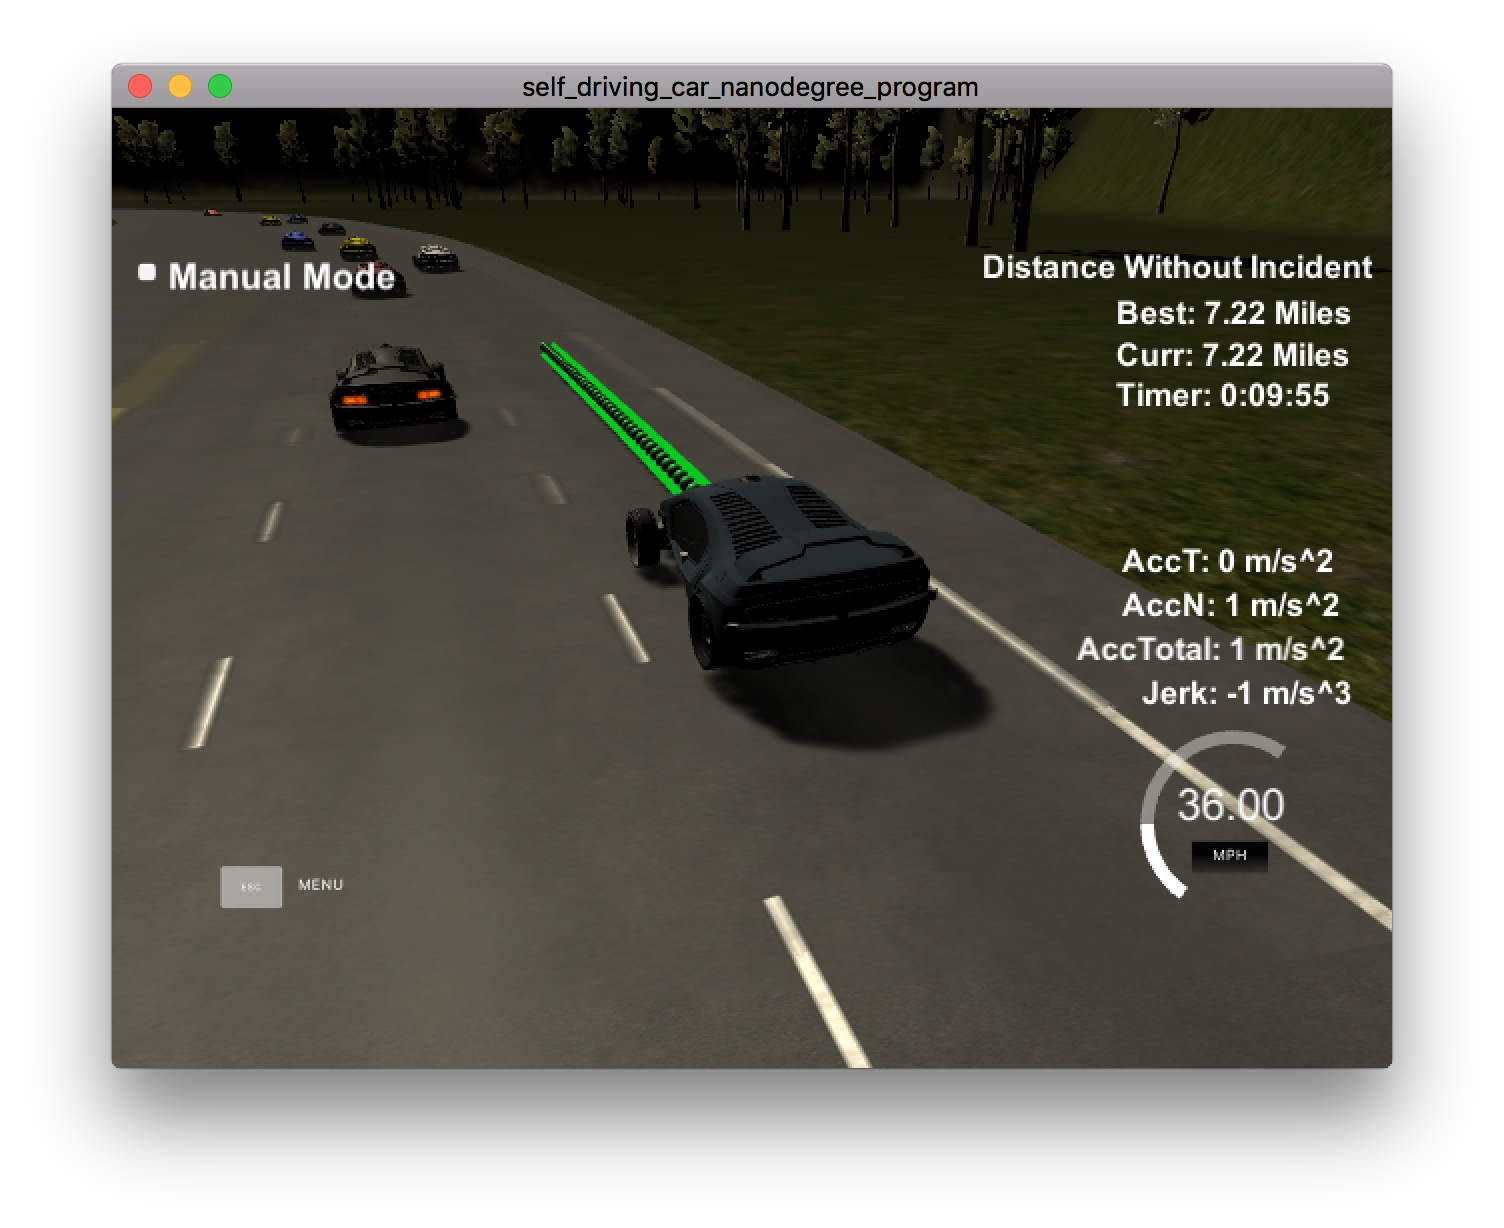 self_driving_car_nanodegree_program
Manual Mode
Distance Without Incident
Best: 7.22 Miles
Curr: 7.22 Miles
Timer: 0:09:55
AccT: 0 m/s^2
AccN: 1 m/s^2
AccTotal: 1 m/s^2
Jerk: -1 m/s^3
36.00
MPH
ESC MENU